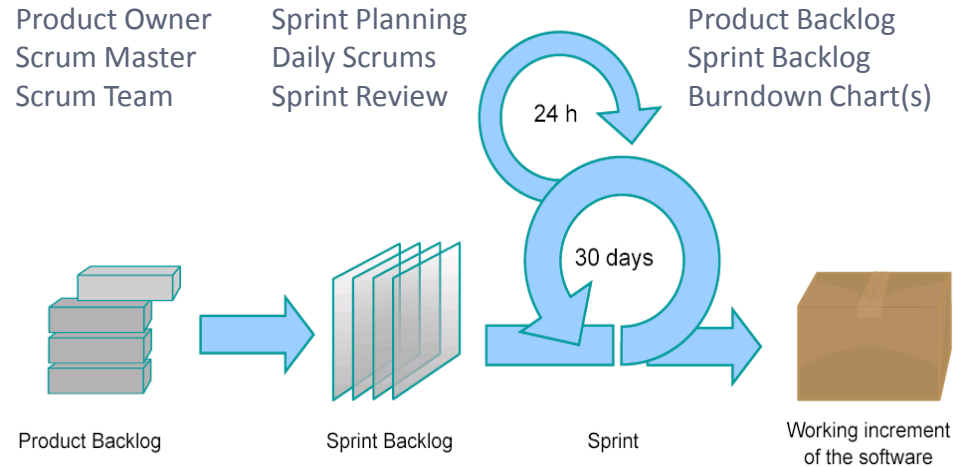 Product Owner
Scrum Master
Scrum Team
Sprint Planning
Daily Scrums
Sprint Review
Product Backlog
Sprint Backlog
Burndown Chart(s)
24 h
30 days
Product Backlog
Sprint Backlog
Sprint
Working increment
of the software